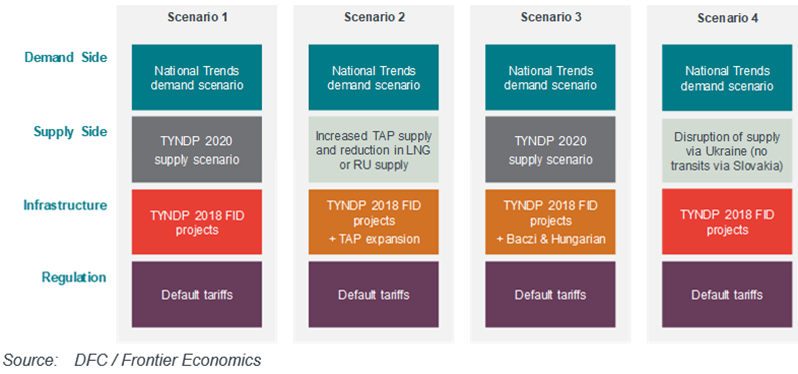 Scenario 1
Scenario 2
Scenario 3
Scenario 4
Demand Side
National Trends
demand scenario
National Trends
demand scenario
National Trends
demand scenario
National Trends
demand scenario
Supply Side
TYNDP 2020
supply scenario
Increased TAP supply
and reduction in LNG
or RU supply
TYNDP 2020
supply scenario
Disruption of supply
via Ukraine (no
transits via Slovakia)
Infrastructure
TYNDP 2018 FID
projects
TYNDP 2018 FID
projects
+ TAP expansion
TYNDP 2018 FID
projects
+ Baczi & Hungarian
TYNDP 2018 FID
projects
Regulation
Default tariffs
Default tariffs
Default tariffs
Default tariffs
Source: DFC / Frontier Economics